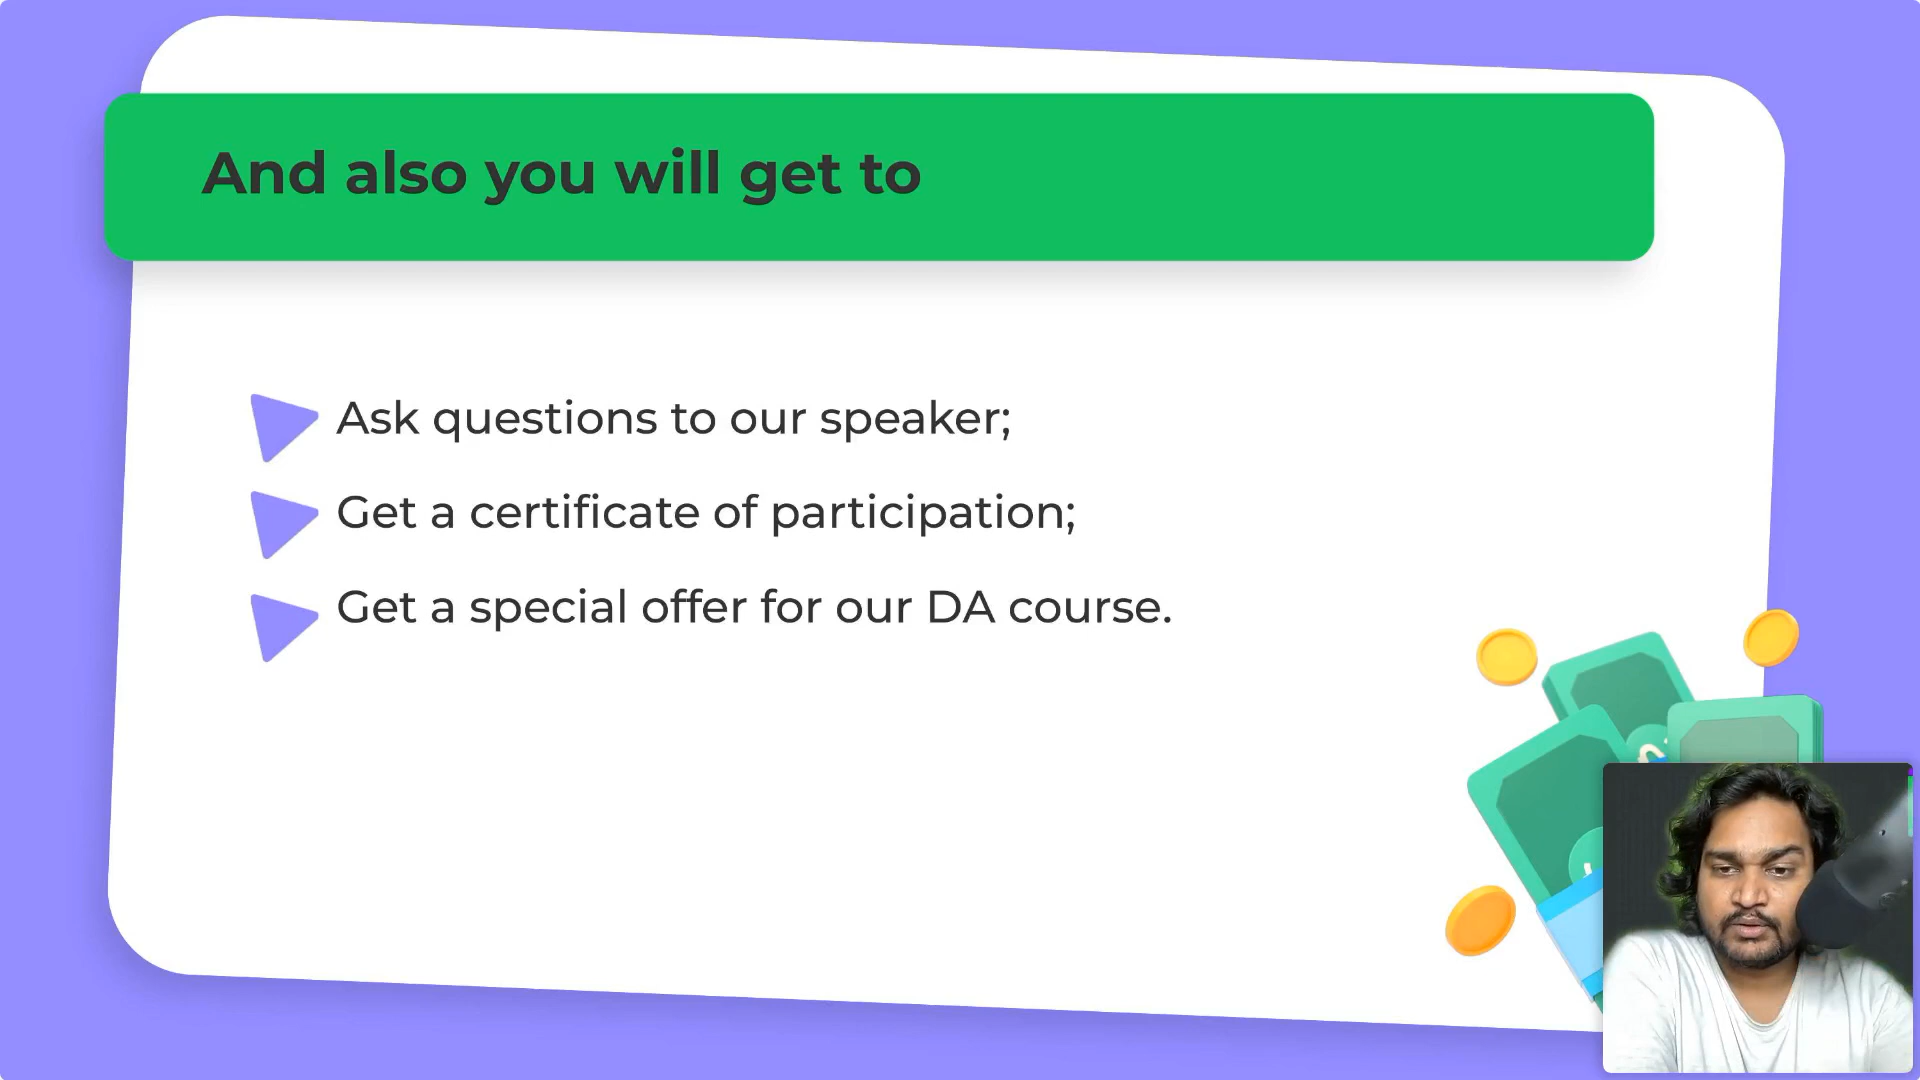 And also you will get to
Ask questions to our speaker;
Get a certificate of participation;
Get a special offer for our DA course.